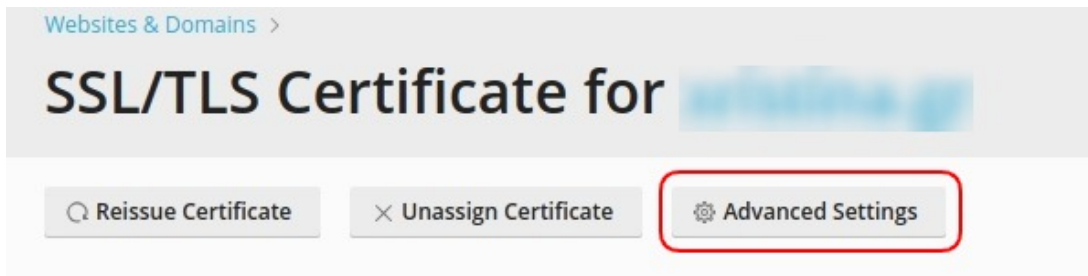 Websites & Domains >
SSL/TLS Certificate for
Reissue Certificate
Unassign Certificate
Advanced Settings